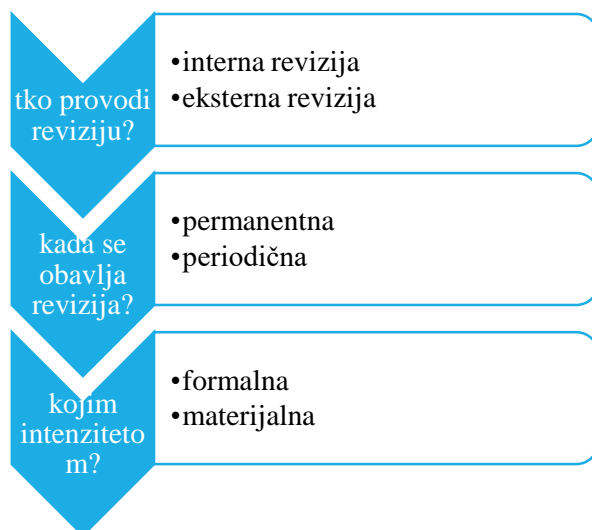 tko provodi
reviziju?
•interna revizija
•eksterna revizija
kada se
obavlja
revizija?
•permanentna
•periodična
kojim
intenziteto
m?
•formalna
•materijalna